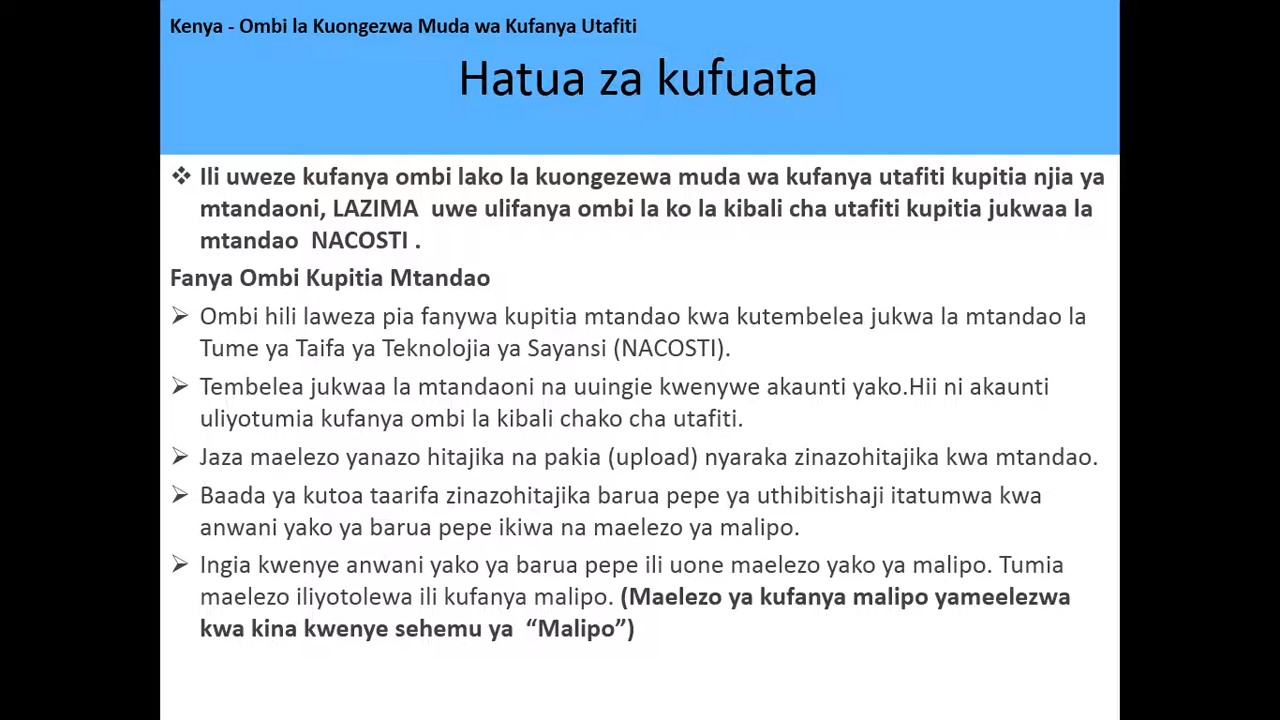 Kenya - Ombi la Kuongezwa Muda wa Kufanya Utafiti
Hatua za kufuata
❖ Ili uweze kufanya ombi lako la kuongezewa muda wa kufanya utafiti kupitia njia ya
mtandaoni, LAZIMA uwe ulifanya ombi la ko la kibali cha utafiti kupitia jukwaa la
mtandao NACOSTI .
Fanya Ombi Kupitia Mtandao
➢ Ombi hili laweza pia fanywa kupitia mtandao kwa kutembelea jukwa la mtandao la
Tume ya Taifa ya Teknolojia ya Sayansi (NACOSTI).
➢ Tembelea jukwaa la mtandaoni na uuingie kwenywe akaunti yako.Hii ni akaunti
uliyotumia kufanya ombi la kibali chako cha utafiti.
➢ Jaza maelezo yanazo hitajika na pakia (upload) nyaraka zinazohitajika kwa mtandao.
➢ Baada ya kutoa taarifa zinazohitajika barua pepe ya uthibitishaji itatumwa kwa
anwani yako ya barua pepe ikiwa na maelezo ya malipo.
➢ Ingia kwenye anwani yako ya barua pepe ili uone maelezo yako ya malipo. Tumia
maelezo iliyotolewa ili kufanya malipo. (Maelezo ya kufanya malipo yameelezwa
kwa kina kwenye sehemu ya “Malipo”)